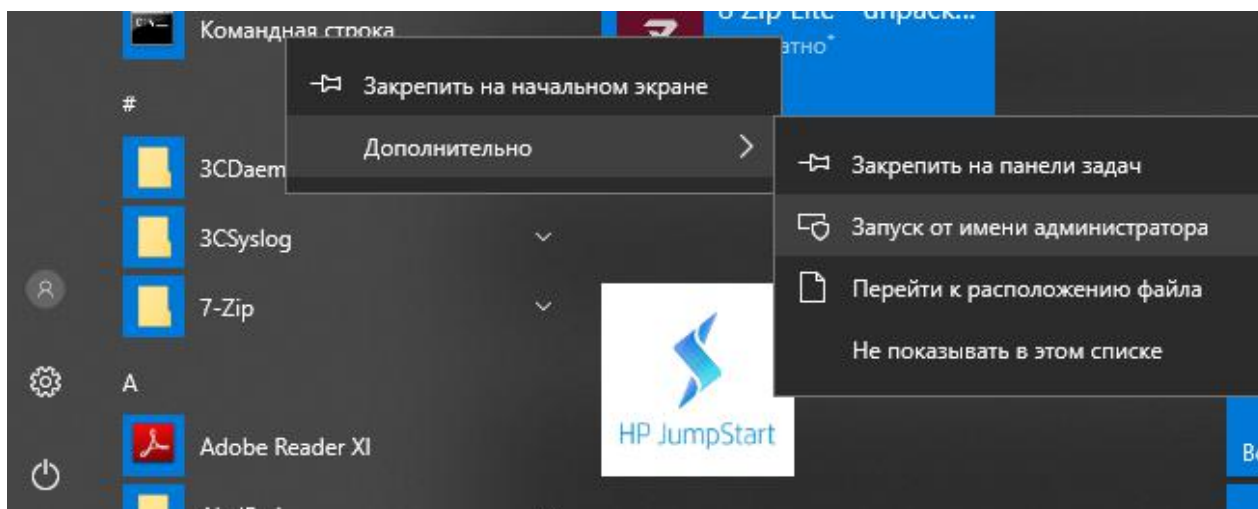 Командная строка
Закрепить на начальном экране
#
Дополнительно
Закрепить на панели задач
3CDaem
Запуск от имени администратора
3CSyslog
Перейти к расположению файла
7-Zip
Не показывать в этом списке
A
HP JumpStart
Adobe Reader XI